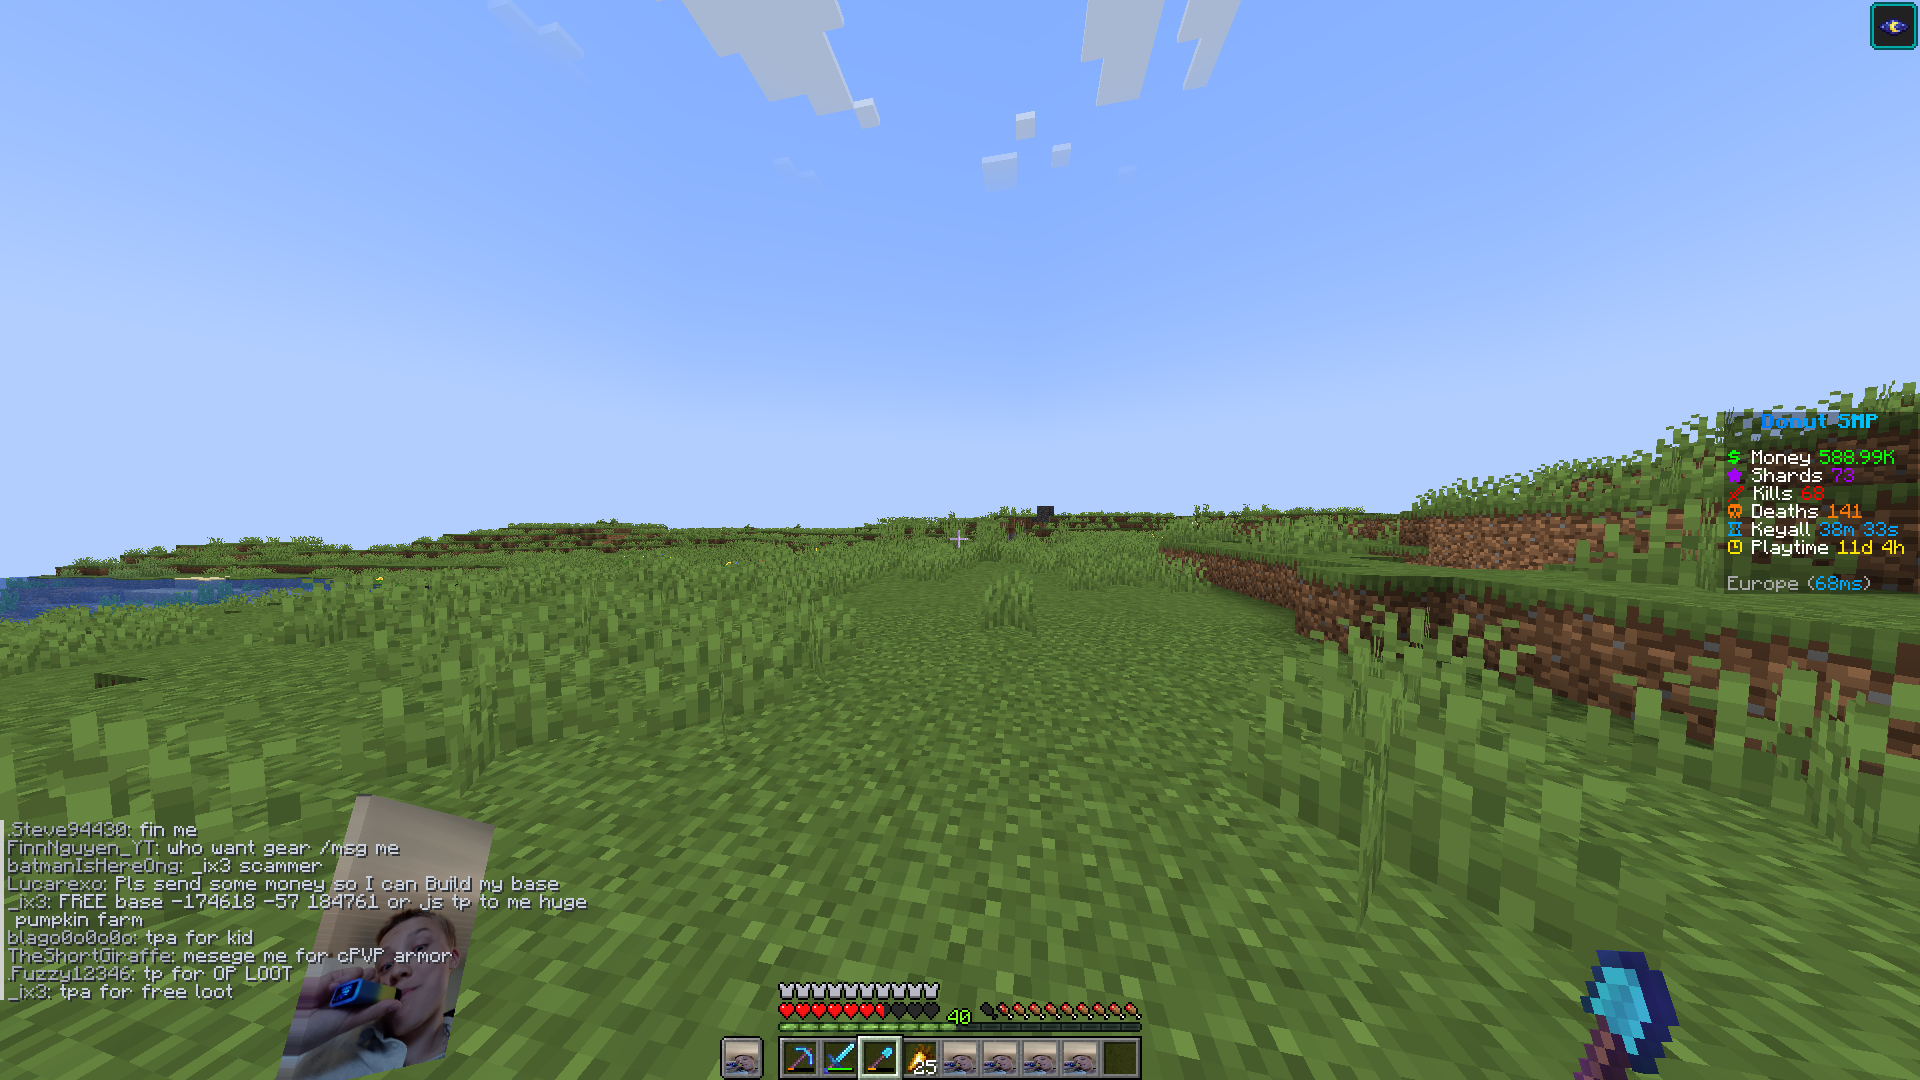 Donut SMP
$ Money 588.99K
Shards 73
Kills 68
Deaths 141
Keyall 38m 33s
Playtime 11d 4h
Europe (68ms)
.Steve94430: fin me
FinnNguyen_YT: who want gear /msg me
batmanIsHereOng: _ix3 scammer
Lucarexo: Pls send some money so I can Build my base
_ix3: FREE base -174618 -57 184761 or js tp to me huge
pumpkin farm
blago0o0o0o: tpa for kid
TheShortGiraffe: mesege me for cPVP armor
.Fuzzy12346: tp for OP LOOT
_ix3: tpa for free loot
40
25